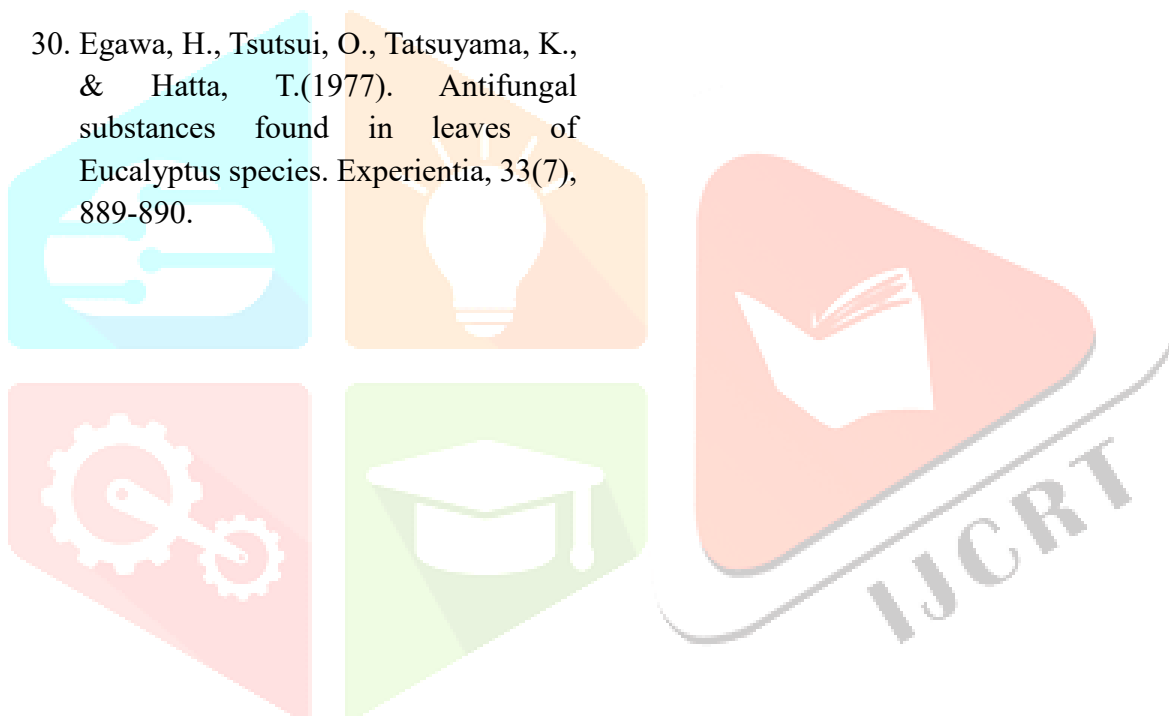 30. Egawa, H., Tsutsui, O., Tatsuyama, K.,
& Hatta, T.(1977). Antifungal
substances found in leaves of
Eucalyptus species. Experientia, 33(7),
889-890.
IJCRT